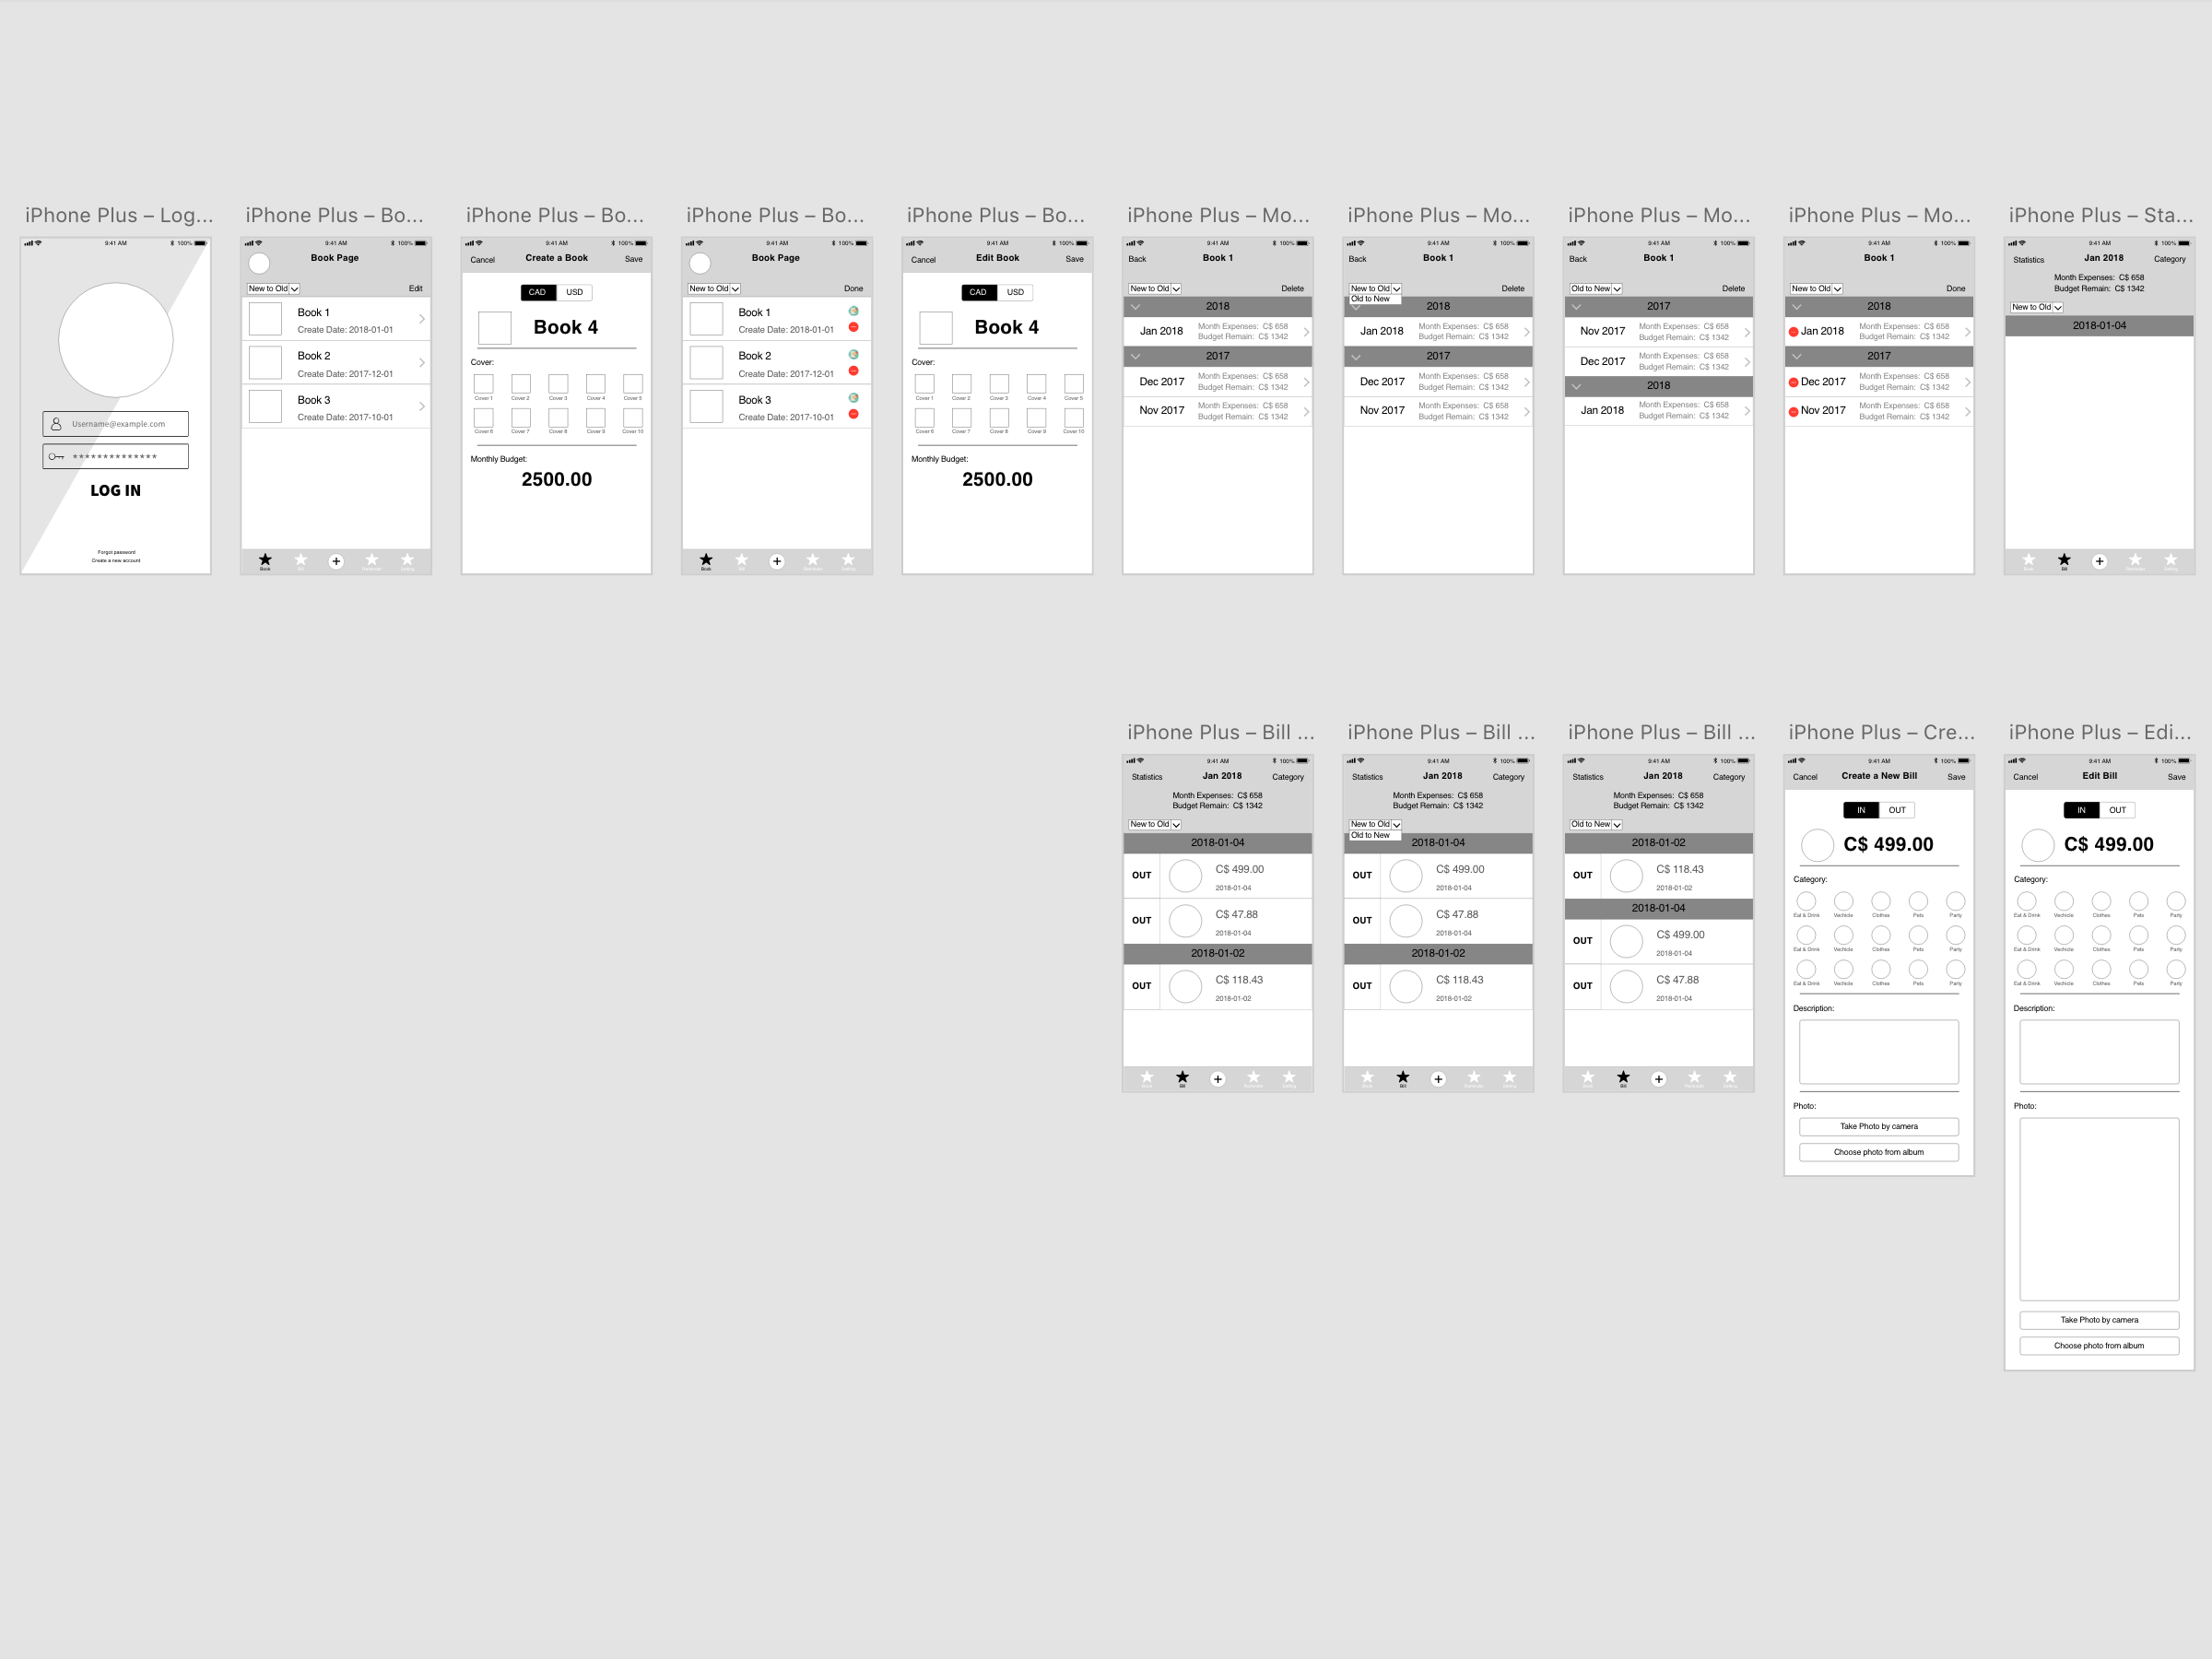 iPhone Plus – Log...
9:41 AM
100%
Username@example.com
**************
LOG IN
Forgot password
Create a new account
iPhone Plus – Bo...
9:41 AM
100%
Book Page
New to Old
Edit
Book 1
Create Date: 2018-01-01
Book 2
Create Date: 2017-12-01
Book 3
Create Date: 2017-10-01
Book
iPhone Plus – Bo...
9:41 AM
100%
Cancel
Create a Book
Save
CAD
USD
Book 4
Cover:
Cover 1 Cover 2 Cover 3 Cover 4 Cover 5
Cover 6 Cover 7 Cover 8 Cover 9 Cover 10
Monthly Budget:
2500.00
iPhone Plus – Bo...
9:41 AM
100%
Book Page
New to Old
Done
Book 1
Create Date: 2018-01-01
Book 2
Create Date: 2017-12-01
Book 3
Create Date: 2017-10-01
Book
iPhone Plus – Bo...
9:41 AM
100%
Cancel
Edit Book
Save
CAD
USD
Book 4
Cover:
Cover 1 Cover 2 Cover 3 Cover 4 Cover 5
Cover 6 Cover 7 Cover 8 Cover 9 Cover 10
Monthly Budget:
2500.00
iPhone Plus – Mo...
9:41 AM
100%
Back
Book 1
New to Old
Delete
2018
Jan 2018
Month Expenses: C$ 658
Budget Remain: C$ 1342
2017
Dec 2017
Month Expenses: C$ 658
Budget Remain: C$ 1342
Nov 2017
Month Expenses: C$ 658
Budget Remain: C$ 1342
iPhone Plus – Mo...
9:41 AM
100%
Back
Book 1
New to Old
Old to New
Delete
2018
Jan 2018
Month Expenses: C$ 658
Budget Remain: C$ 1342
2017
Dec 2017
Month Expenses: C$ 658
Budget Remain: C$ 1342
Nov 2017
Month Expenses: C$ 658
Budget Remain: C$ 1342
iPhone Plus – Mo...
9:41 AM
100%
Back
Book 1
Old to New
Delete
2017
Nov 2017
Month Expenses: C$ 658
Budget Remain: C$ 1342
Dec 2017
Month Expenses: C$ 658
Budget Remain: C$ 1342
2018
Jan 2018
Month Expenses: C$ 658
Budget Remain: C$ 1342
iPhone Plus – Mo...
9:41 AM
100%
Book 1
New to Old
Done
2018
Jan 2018
Month Expenses: C$ 658
Budget Remain: C$ 1342
2017
Dec 2017
Month Expenses: C$ 658
Budget Remain: C$ 1342
Nov 2017
Month Expenses: C$ 658
Budget Remain: C$ 1342
iPhone Plus – Sta...
9:41 AM
100%
Statistics
Jan 2018
Category
Month Expenses: C$ 658
Budget Remain: C$ 1342
New to Old
2018-01-04
Bill
iPhone Plus – Bill ...
9:41 AM
100%
Statistics
Jan 2018
Category
Month Expenses: C$ 658
Budget Remain: C$ 1342
New to Old
2018-01-04
OUT
C$ 499.00
2018-01-04
OUT
C$ 47.88
2018-01-04
2018-01-02
OUT
C$ 118.43
2018-01-02
Bill
iPhone Plus – Bill ...
9:41 AM
100%
Statistics
Jan 2018
Category
Month Expenses: C$ 658
Budget Remain: C$ 1342
New to Old
Old to New
2018-01-04
OUT
C$ 499.00
2018-01-04
OUT
C$ 47.88
2018-01-04
2018-01-02
OUT
C$ 118.43
2018-01-02
Bill
iPhone Plus – Bill ...
9:41 AM
100%
Statistics
Jan 2018
Category
Month Expenses: C$ 658
Budget Remain: C$ 1342
Old to New
2018-01-02
OUT
C$ 118.43
2018-01-02
2018-01-04
OUT
C$ 499.00
2018-01-04
OUT
C$ 47.88
2018-01-04
Bill
iPhone Plus – Cre...
9:41 AM
100%
Cancel
Create a New Bill
Save
IN
OUT
C$ 499.00
Category:
Eat & Drink Vechicle Clothes Pets Party
Eat & Drink Vechicle Clothes Pets Party
Eat & Drink Vechicle Clothes Pets Party
Description:
Photo:
Take Photo by camera
Choose photo from album
iPhone Plus – Edi...
9:41 AM
100%
Cancel
Edit Bill
Save
IN
OUT
C$ 499.00
Category:
Eat & Drink Vechicle Clothes Pets Party
Eat & Drink Vechicle Clothes Pets Party
Eat & Drink Vechicle Clothes Pets Party
Description:
Photo:
Take Photo by camera
Choose photo from album